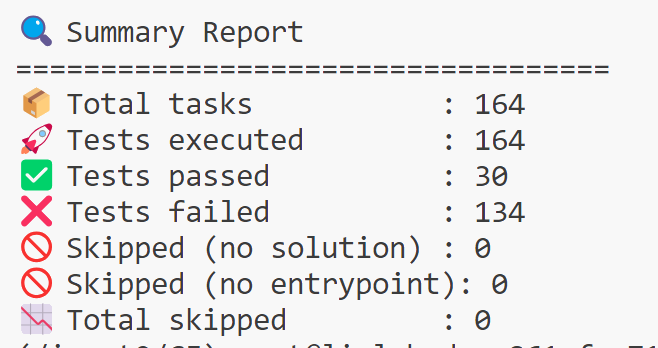 🔍 Summary Report
===================================
📦 Total tasks : 164
🚀 Tests executed : 164
✅ Tests passed : 30
❌ Tests failed : 134
🚫 Skipped (no solution) : 0
🚫 Skipped (no entrypoint): 0
📉 Total skipped : 0